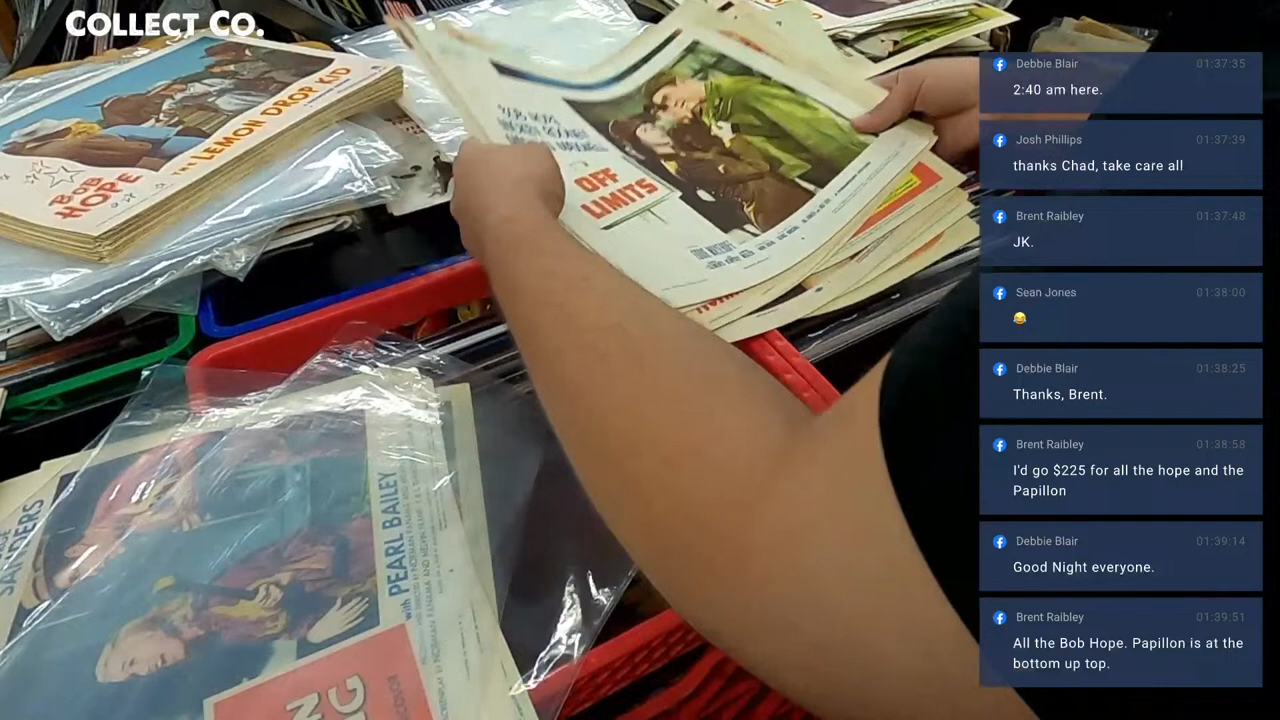 COLLECT CO.
BOB
HOPE
THE LEMON DROP KID
OFF
LIMITS
SANDERS
with PEARL BAILEY
Debbie Blair 01:37:35
2:40 am here.
Josh Phillips 01:37:39
thanks Chad, take care all
Brent Raibley 01:37:48
JK.
Sean Jones 01:38:00
😂
Debbie Blair 01:38:25
Thanks, Brent.
Brent Raibley 01:38:58
I'd go $225 for all the hope and the
Papillon
Debbie Blair 01:39:14
Good Night everyone.
Brent Raibley 01:39:51
All the Bob Hope. Papillon is at the
bottom up top.